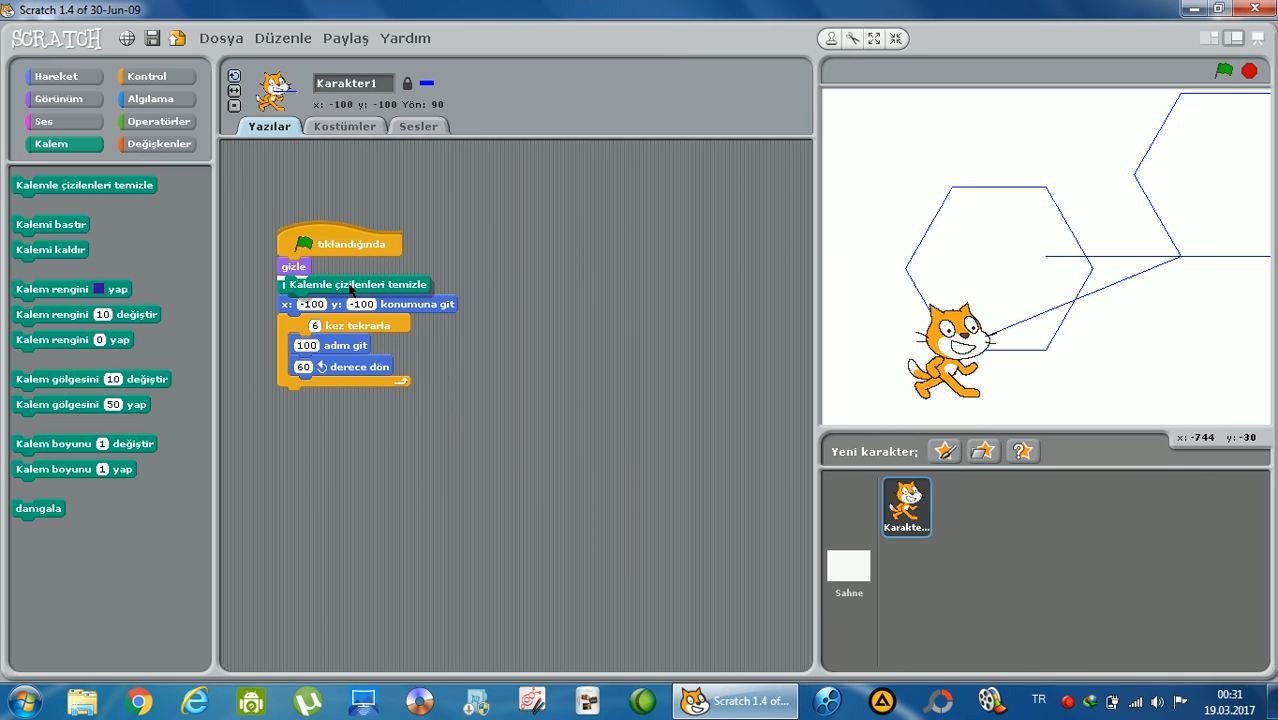 Scratch 1.4 of 30-Jun-09
SCRATCH
Dosya
Düzenle
Paylaş
Yardım
Hareket
Kontrol
Görünüm
Algılama
Ses
Operatörler
Kalem
Değişkenler
Kalemle çizilenleri temizle
Kalemi bastır
Kalemi kaldır
Kalem rengini yap
Kalem rengini 10 değiştir
Kalem rengini 0 yap
Kalem gölgesini 10 değiştir
Kalem gölgesini 50 yap
Kalem boyunu 1 değiştir
Kalem boyunu 1 yap
damgala
Karakter1
x: -100 y: -100 Yön: 90
Yazılar
Kostümler
Sesler
tıklandığında
gizle
Kalemle çizilenleri temizle
x: -100 y: -100 konumuna git
6 kez tekrarla
100 adım git
60 derece dön
x: -744 y: -30
Yeni karakter;
Karakte...
Sahne
Scratch 1.4 of...
TR
00:31
19.03.2017